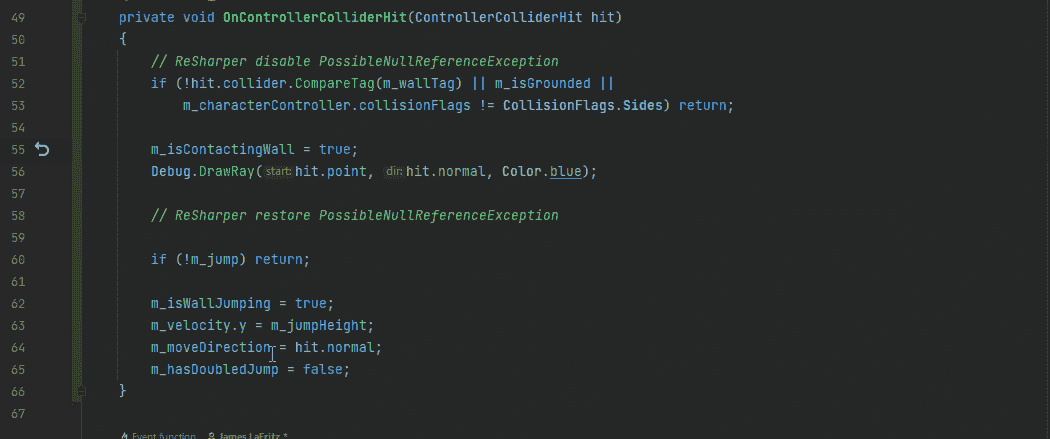 49 private void OnControllerColliderHit(ControllerColliderHit hit)
50 {
51 // ReSharper disable PossibleNullReferenceException
52 if (!hit.collider.CompareTag(m_wallTag) || m_isGrounded ||
53 m_characterController.collisionFlags != CollisionFlags.Sides) return;
54
55 m_isContactingWall = true;
56 Debug.DrawRay(start: hit.point, dir: hit.normal, Color.blue);
57
58 // ReSharper restore PossibleNullReferenceException
59
60 if (!m_jump) return;
61
62 m_isWallJumping = true;
63 m_velocity.y = m_jumpHeight;
64 m_moveDirection = hit.normal;
65 m_hasDoubledJump = false;
66 }
67
Event function James LaFritz *